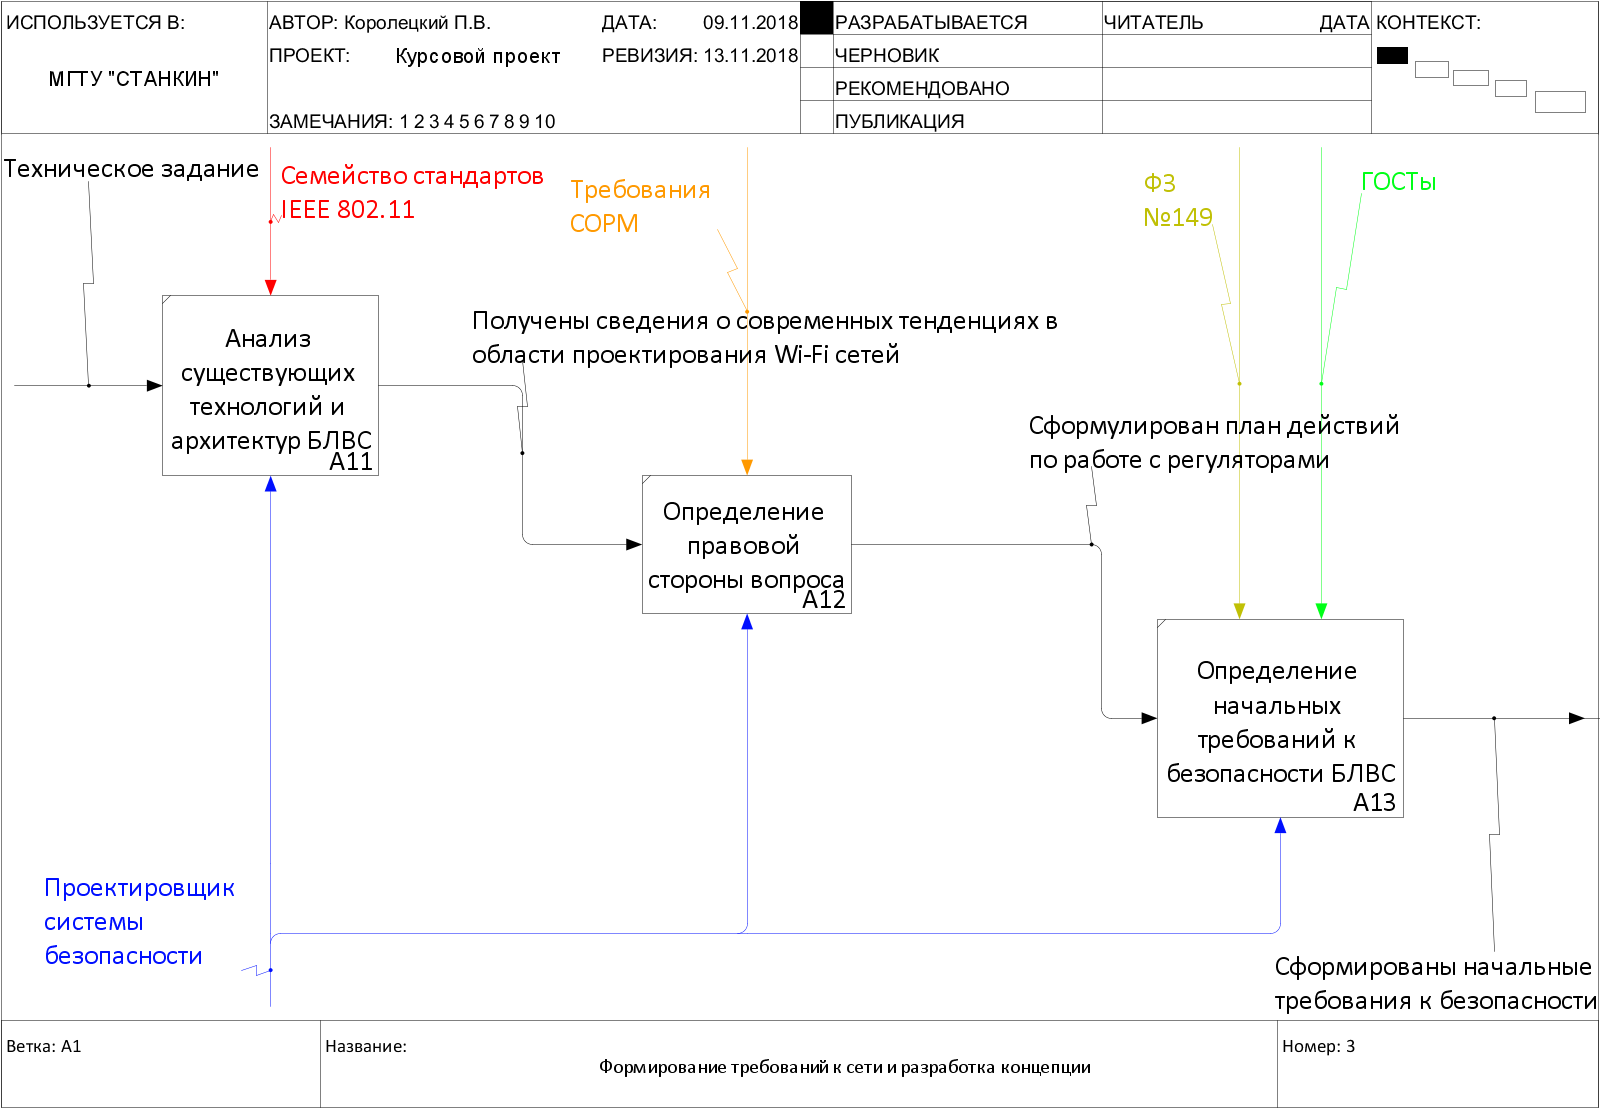 ИСПОЛЬЗУЕТСЯ В:
МГТУ "СТАНКИН"
АВТОР: Королецкий П.В.
ДАТА: 09.11.2018
ПРОЕКТ: Курсовой проект
РЕВИЗИЯ: 13.11.2018
ЗАМЕЧАНИЯ: 1 2 3 4 5 6 7 8 9 10
РАЗРАБАТЫВАЕТСЯ
ЧЕРНОВИК
РЕКОМЕНДОВАНО
ПУБЛИКАЦИЯ
ЧИТАТЕЛЬ
ДАТА
КОНТЕКСТ:
Техническое задание
Семейство стандартов
IEEE 802.11
Требования
СОРМ
ФЗ
№149
ГОСТы
Анализ
существующих
технологий и
архитектур БЛВС
A11
Получены сведения о современных тенденциях в
области проектирования Wi-Fi сетей
Сформулирован план действий
по работе с регуляторами
Определение
правовой
стороны вопроса
A12
Определение
начальных
требований к
безопасности БЛВС
A13
Проектировщик
системы
безопасности
Сформированы начальные
требования к безопасности
Ветка: A1
Название:
Формирование требований к сети и разработка концепции
Номер: 3